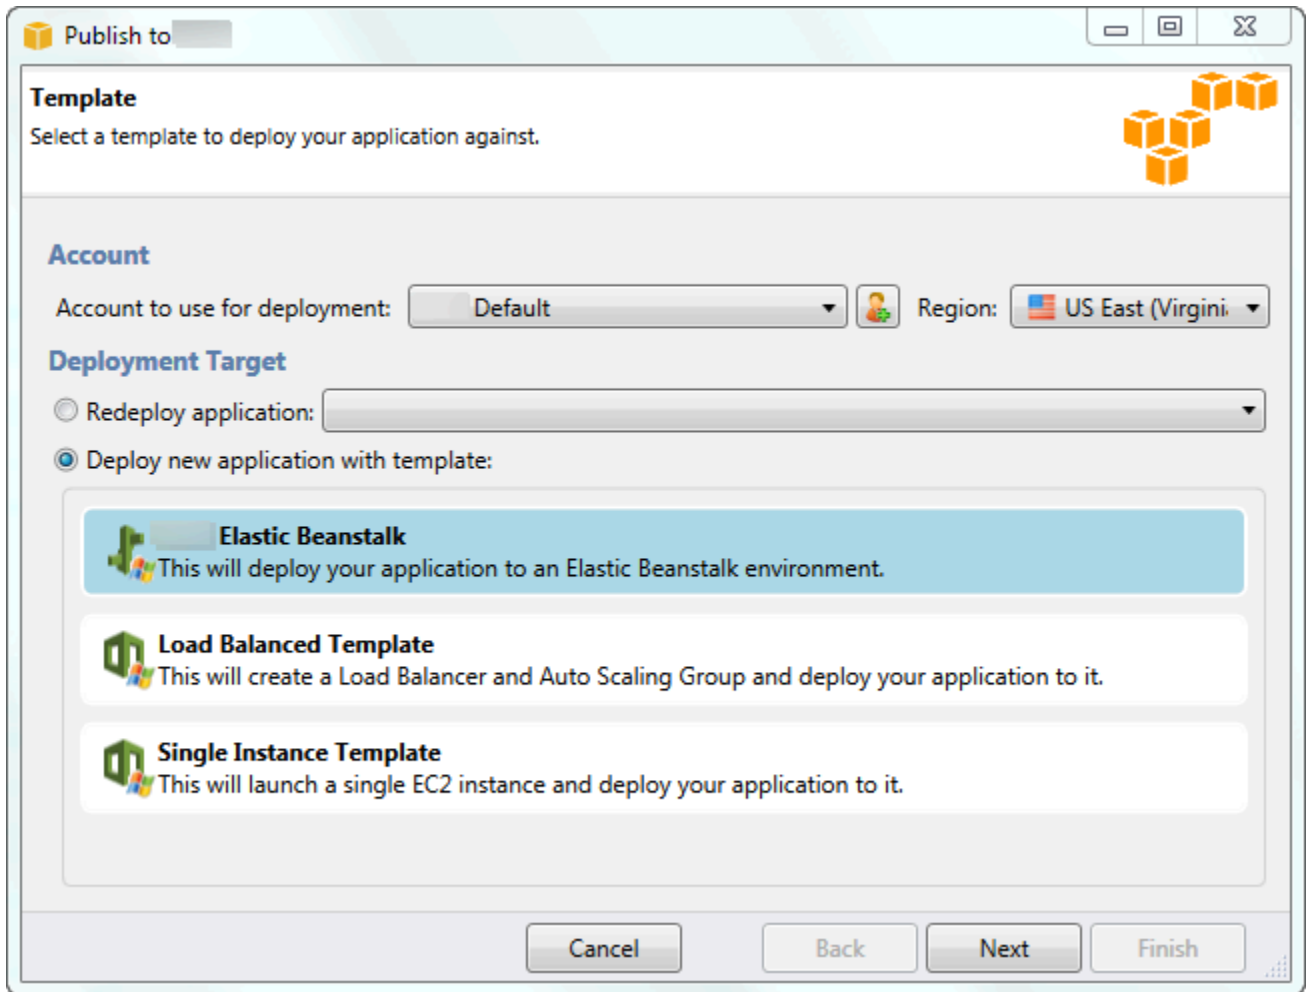 Publish to
Template
Select a template to deploy your application against.
Account
Account to use for deployment: Default Region: US East (Virgini
Deployment Target
Redeploy application:
Deploy new application with template:
Elastic Beanstalk
This will deploy your application to an Elastic Beanstalk environment.
Load Balanced Template
This will create a Load Balancer and Auto Scaling Group and deploy your application to it.
Single Instance Template
This will launch a single EC2 instance and deploy your application to it.
Cancel Back Next Finish